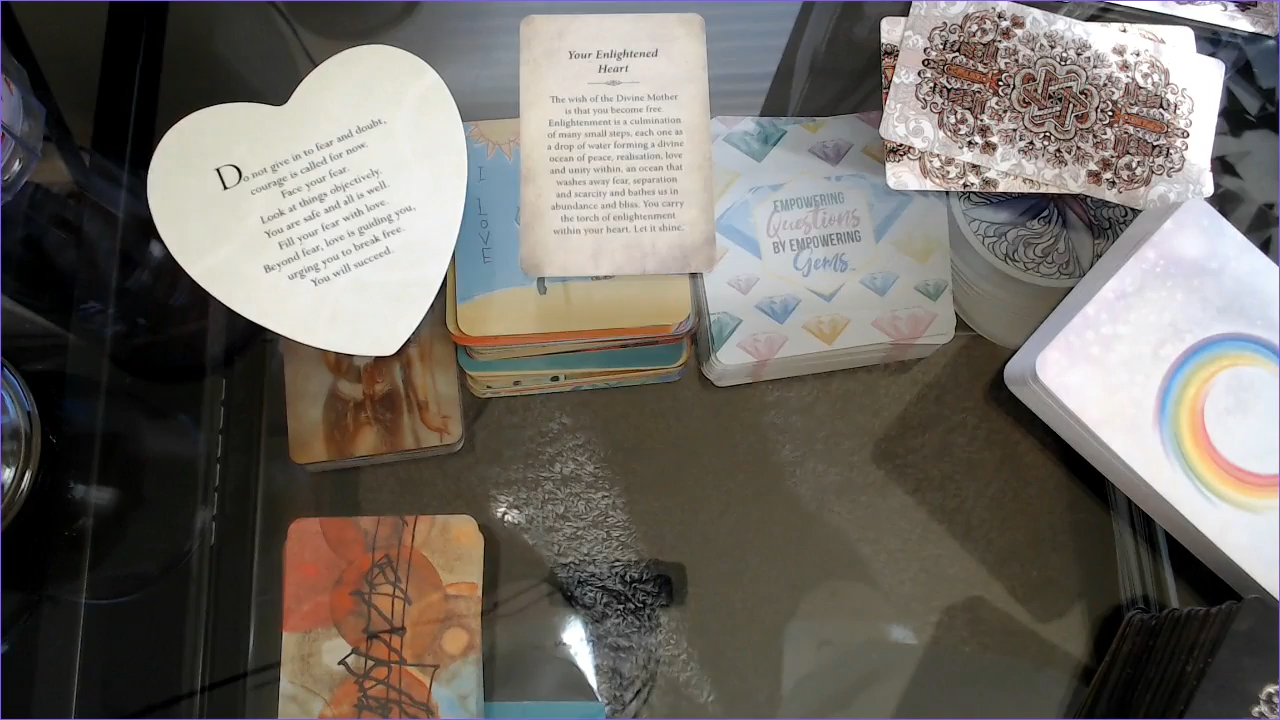 Do not give in to fear and doubts,
courage is called for now.
Face your fear.
Look at things objectively.
You are safe and all is well.
Fill your fear with love.
Beyond fear, love is guiding you,
urging you to break free.
You will succeed.
I
LOVE
Your Enlightened
Heart
The wish of the Divine Mother
is that you become free.
Enlightenment is a culmination
of many small steps, each one as
a drop of water forming a divine
ocean of peace, realisation, love
and unity within, an ocean that
washes away fear, separation
and scarcity and bathes us in
abundance and bliss. You carry
the torch of enlightenment
within your heart. Let it shine.
EMPOWERING
Questions
BY EMPOWERING
Gems